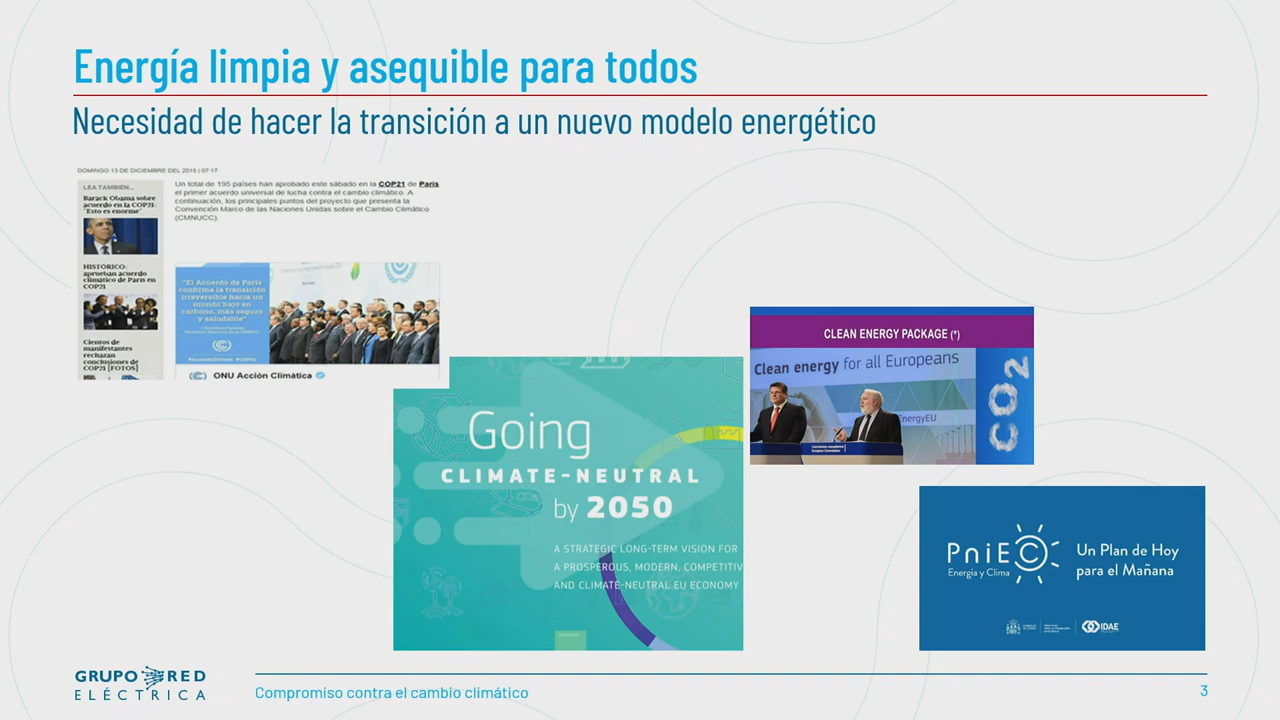 Energía limpia y asequible para todos
Necesidad de hacer la transición a un nuevo modelo energético
DOMINGO 13 DE DICIEMBRE DEL 2015 | 07:17
LEA TAMBIÉN...
Barack Obama sobre
acuerdo en la COP21:
"Esto es enorme"
HISTÓRICO:
aprueban acuerdo
climático de París en
COP21
Cientos de
manifestantes
rechazan
conclusiones de
COP21 [FOTOS]
Un total de 195 países han aprobado este sábado en la COP21 de París
el primer acuerdo universal de lucha contra el cambio climático. A
continuación, los principales puntos del proyecto que presenta la
Convención Marco de las Naciones Unidas sobre el Cambio Climático
(CMNUCC).
"El Acuerdo de París
confirma la transición
irreversible hacia un
mundo bajo en
carbono, más seguro
y saludable"
#AcuerdodeParis #COP21
ONU Acción Climática
Going
CLIMATE-NEUTRAL
by 2050
A STRATEGIC LONG-TERM VISION FOR
A PROSPEROUS, MODERN, COMPETITIV
AND CLIMATE-NEUTRAL EU ECONOMY
CLEAN ENERGY PACKAGE (*)
Clean energy for all Europeans
EnergyEU
CO2
PniEC
Energía y Clima
Un Plan de Hoy
para el Mañana
IDAE
GRUPO RED
ELÉCTRICA
Compromiso contra el cambio climático
3